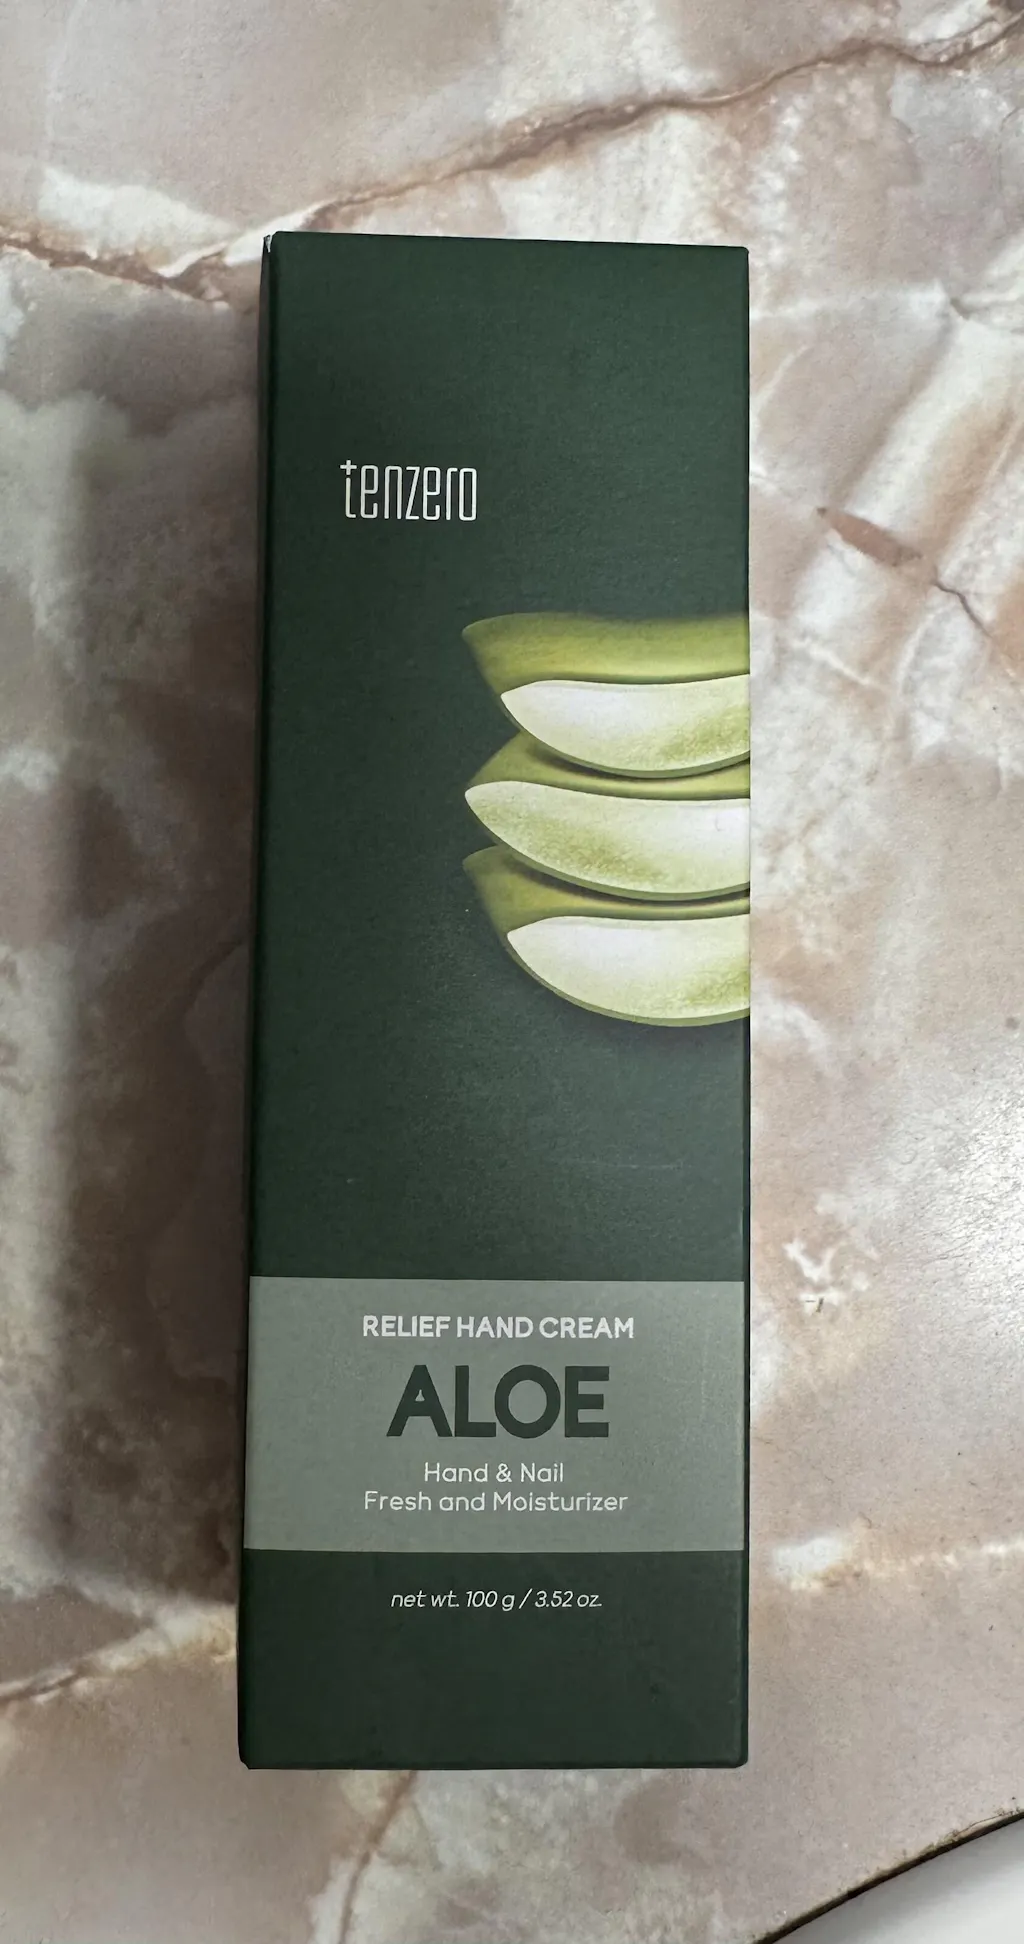 tenzero
RELIEF HAND CREAM
ALOE
Hand & Nail
Fresh and Moisturizer
net wt. 100 g / 3.52 oz.